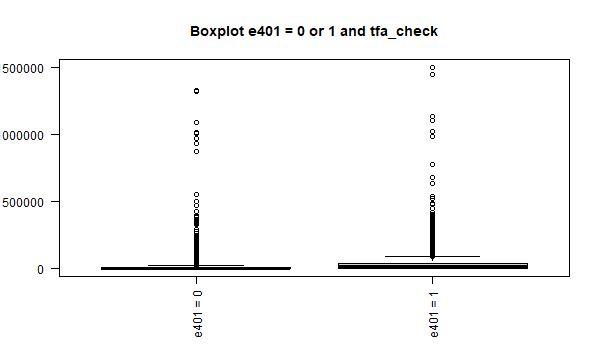 Boxplot e401 = 0 or 1 and tfa_check
500000
000000
500000
0
e401 = 0
e401 = 1